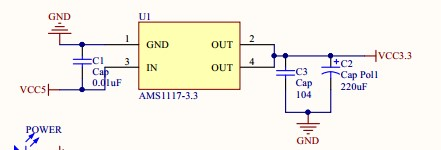 GND
U1
C1
Cap
0.01uF
VCC5
1
3
GND
IN
OUT
OUT
2
4
AMS1117-3.3
C3
Cap
104
C2
Cap Pol1
220uF
VCC3.3
GND
POWER